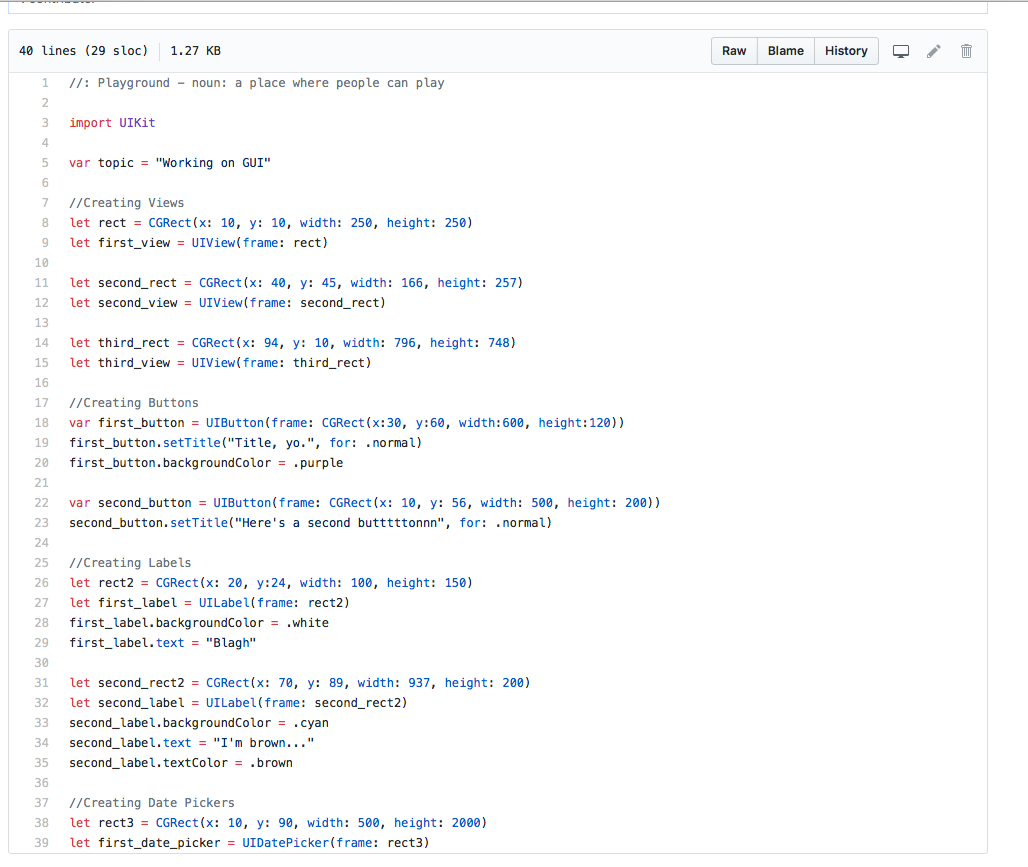 40 lines (29 sloc) 1.27 KB
Raw Blame History
1 //: Playground - noun: a place where people can play
2
3 import UIKit
4
5 var topic = "Working on GUI"
6
7 //Creating Views
8 let rect = CGRect(x: 10, y: 10, width: 250, height: 250)
9 let first_view = UIView(frame: rect)
10
11 let second_rect = CGRect(x: 40, y: 45, width: 166, height: 257)
12 let second_view = UIView(frame: second_rect)
13
14 let third_rect = CGRect(x: 94, y: 10, width: 796, height: 748)
15 let third_view = UIView(frame: third_rect)
16
17 //Creating Buttons
18 var first_button = UIButton(frame: CGRect(x:30, y:60, width:600, height:120))
19 first_button.setTitle("Title, yo.", for: .normal)
20 first_button.backgroundColor = .purple
21
22 var second_button = UIButton(frame: CGRect(x: 10, y: 56, width: 500, height: 200))
23 second_button.setTitle("Here's a second butttttonnn", for: .normal)
24
25 //Creating Labels
26 let rect2 = CGRect(x: 20, y:24, width: 100, height: 150)
27 let first_label = UILabel(frame: rect2)
28 first_label.backgroundColor = .white
29 first_label.text = "Blagh"
30
31 let second_rect2 = CGRect(x: 70, y: 89, width: 937, height: 200)
32 let second_label = UILabel(frame: second_rect2)
33 second_label.backgroundColor = .cyan
34 second_label.text = "I'm brown..."
35 second_label.textColor = .brown
36
37 //Creating Date Pickers
38 let rect3 = CGRect(x: 10, y: 90, width: 500, height: 2000)
39 let first_date_picker = UIDatePicker(frame: rect3)